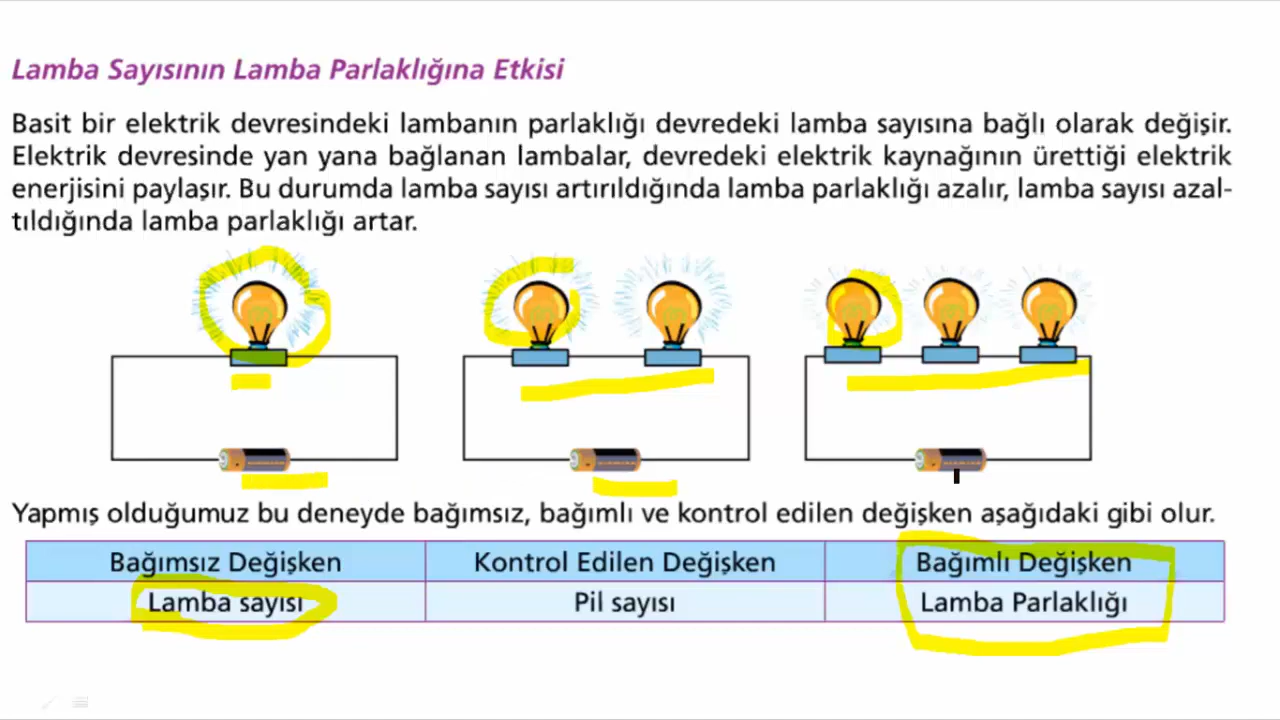 Lamba Sayısının Lamba Parlaklığına Etkisi
Basit bir elektrik devresindeki lambanın parlaklığı devredeki lamba sayısına bağlı olarak değişir.
Elektrik devresinde yan yana bağlanan lambalar, devredeki elektrik kaynağının ürettiği elektrik
enerjisini paylaşır. Bu durumda lamba sayısı artırıldığında lamba parlaklığı azalır, lamba sayısı azal-
tıldığında lamba parlaklığı artar.
Yapmış olduğumuz bu deneyde bağımsız, bağımlı ve kontrol edilen değişken aşağıdaki gibi olur.
Bağımsız Değişken Kontrol Edilen Değişken Bağımlı Değişken
Lamba sayısı Pil sayısı Lamba Parlaklığı